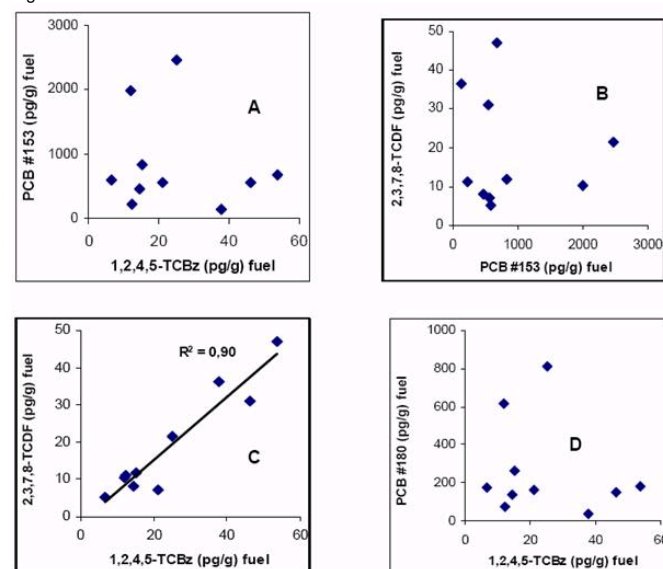 3000
2000
1000
0
PCB #153 (pg/g) fuel
A
0 20 40 60
1,2,4,5-TCBz (pg/g) fuel
50
40
30
20
10
0
2,3,7,8-TCDF (pg/g) fuel
B
0 1000 2000 3000
PCB #153 (pg/g) fuel
50
40
30
20
10
0
2,3,7,8-TCDF (pg/g) fuel
R² = 0,90
C
0 20 40 60
1,2,4,5-TCBz (pg/g) fuel
1000
800
600
400
200
0
PCB #180 (pg/g) fuel
D
0 20 40 60
1,2,4,5-TCBz (pg/g) fuel